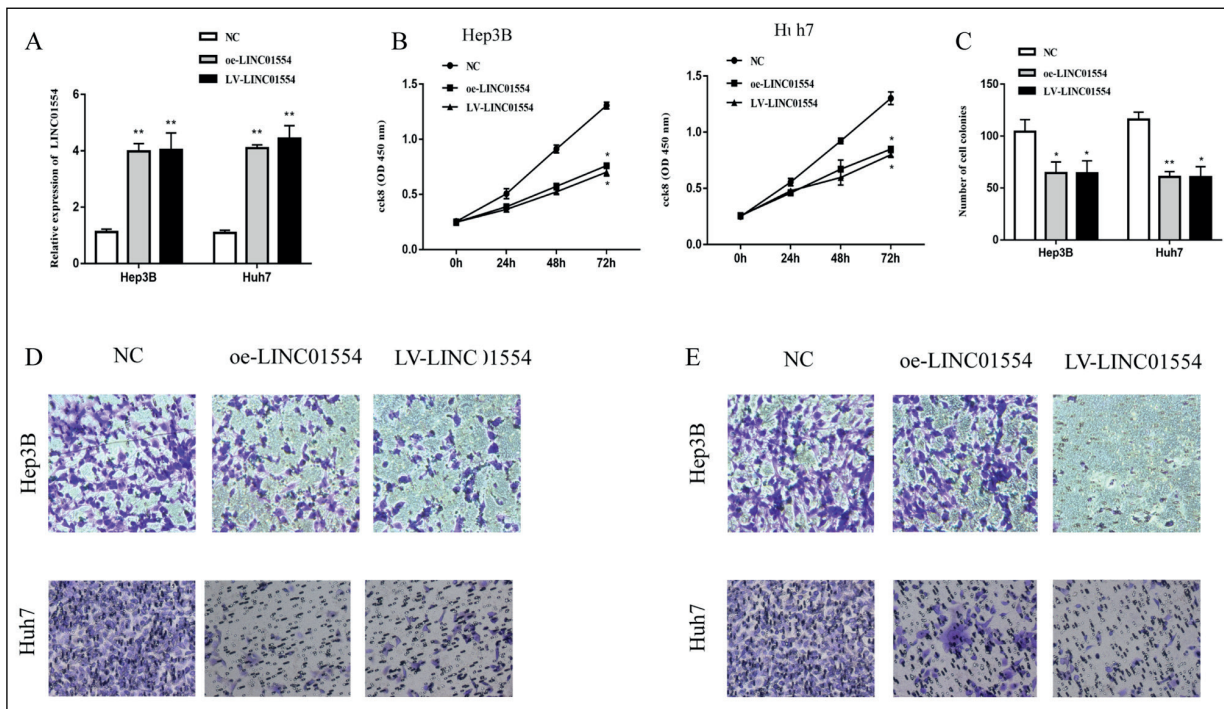 A
NC
oe-LINC01554
LV-LINC01554
Relative expression of LINC01554
6
4
2
0
**
**
**
**
Hep3B
Huh7
B
Hep3B
NC
oe-LINC01554
LV-LINC01554
cck8 (OD 450 nm)
1.5
1.0
0.5
0.0
*
*
0h
24h
48h
72h
Huh7
NC
oe-LINC01554
LV-LINC01554
cck8 (OD 450 nm)
1.5
1.0
0.5
0.0
*
*
0h
24h
48h
72h
C
NC
oe-LINC01554
LV-LINC01554
Number of cell colonies
150
100
50
0
*
*
**
*
Hep3B
Huh7
D
NC
oe-LINC01554
LV-LINC01554
Hep3B
Huh7
E
NC
oe-LINC01554
LV-LINC01554
Hep3B
Huh7